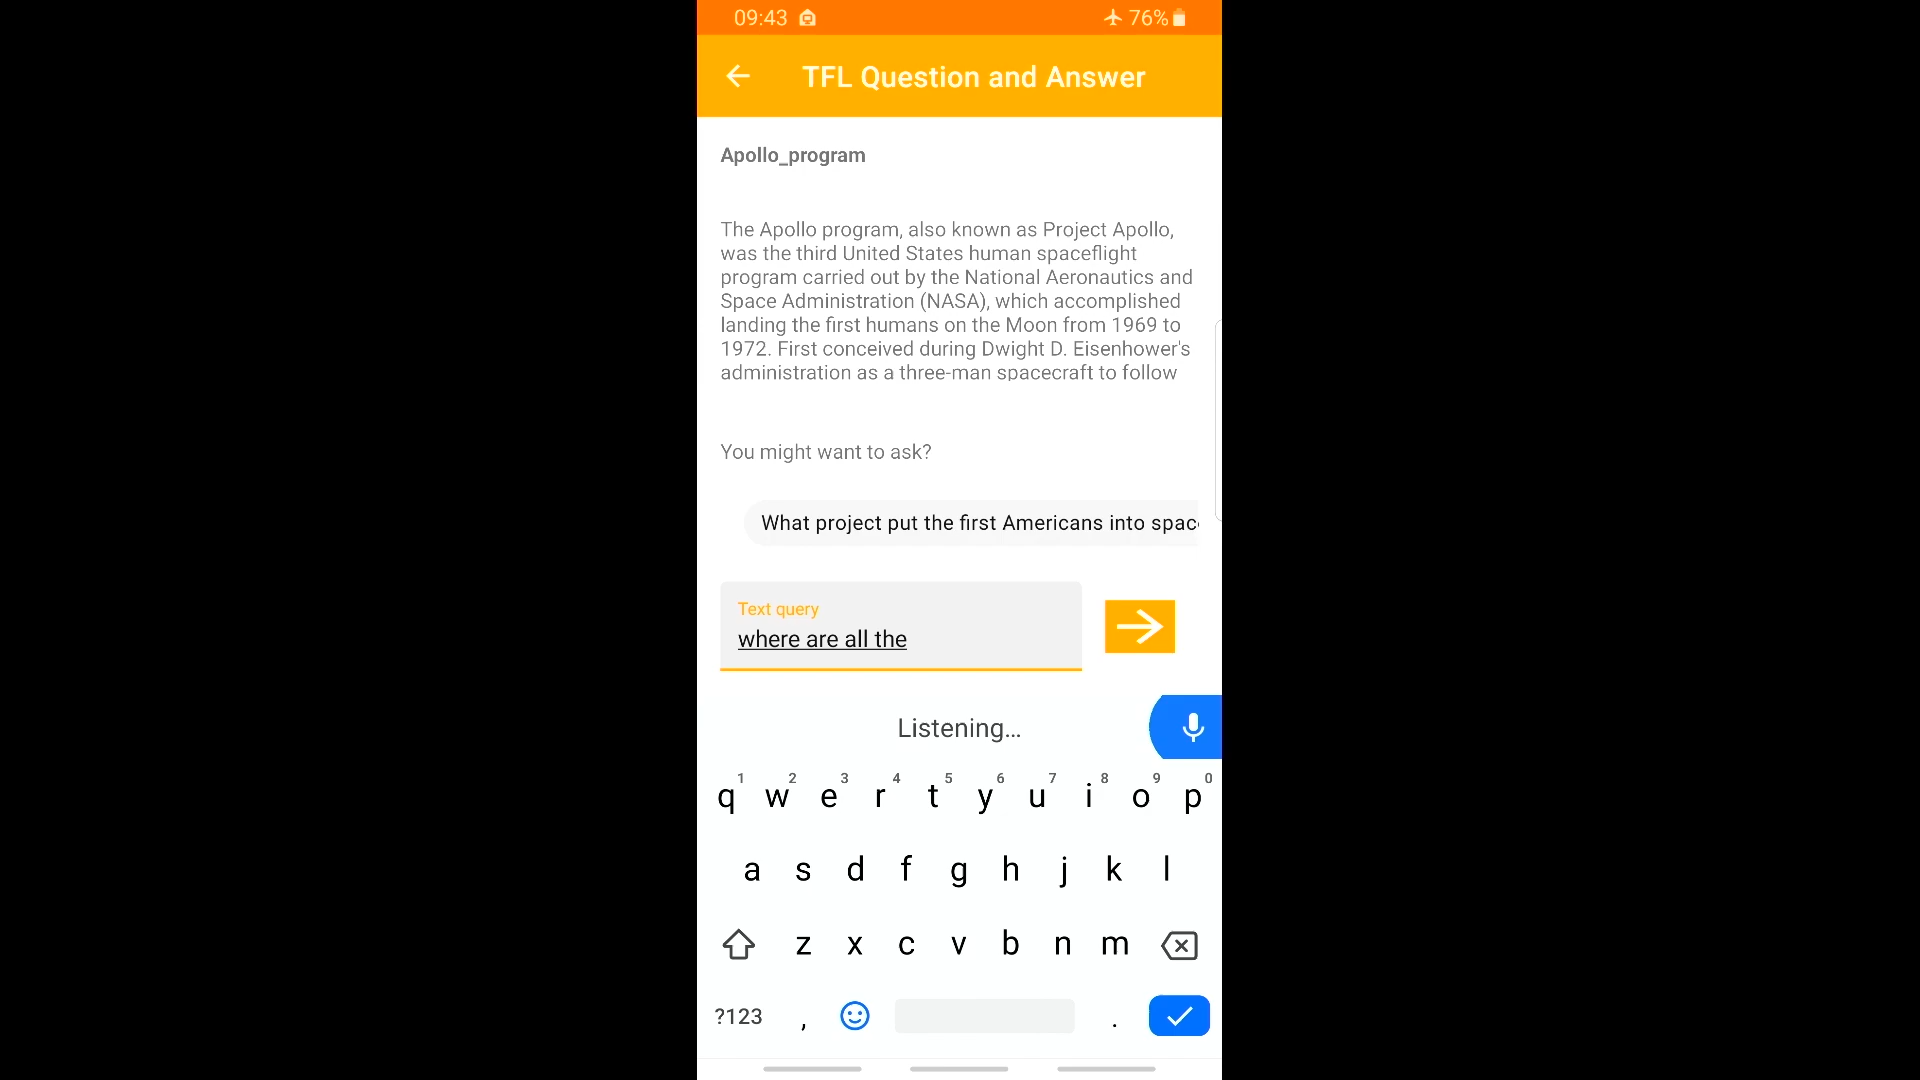 09:43 76%
TFL Question and Answer
Apollo_program
The Apollo program, also known as Project Apollo,
was the third United States human spaceflight
program carried out by the National Aeronautics and
Space Administration (NASA), which accomplished
landing the first humans on the Moon from 1969 to
1972. First conceived during Dwight D. Eisenhower's
administration as a three-man spacecraft to follow
You might want to ask?
What project put the first Americans into spac
Text query
where are all the
Listening...
1 2 3 4 5 6 7 8 9 0
q w e r t y u i o p
a s d f g h j k l
z x c v b n m
?123 , .